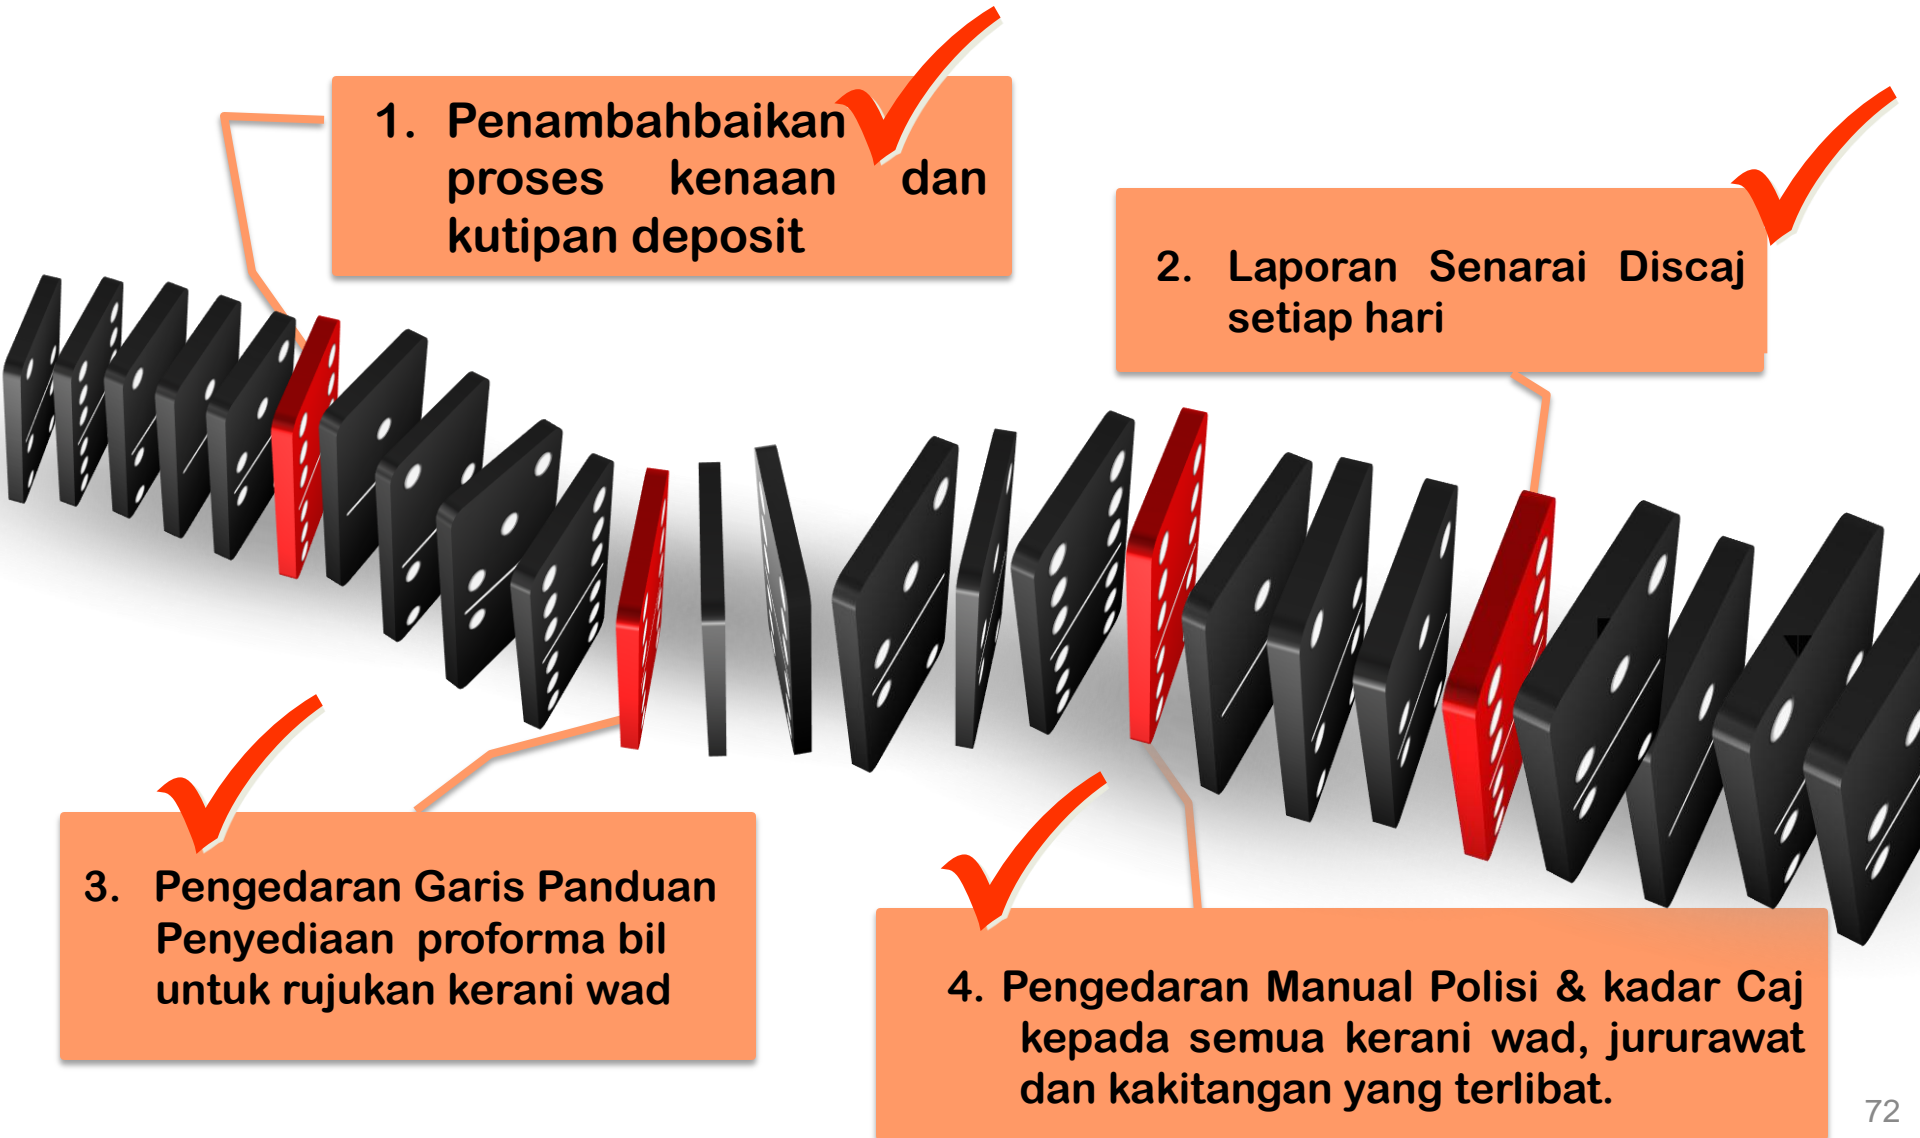 1. Penambahbaikan
proses kenaan dan
kutipan deposit
2. Laporan Senarai Discaj
setiap hari
3. Pengedaran Garis Panduan
Penyediaan proforma bil
untuk rujukan kerani wad
4. Pengedaran Manual Polisi & kadar Caj
kepada semua kerani wad, jururawat
dan kakitangan yang terlibat.
72